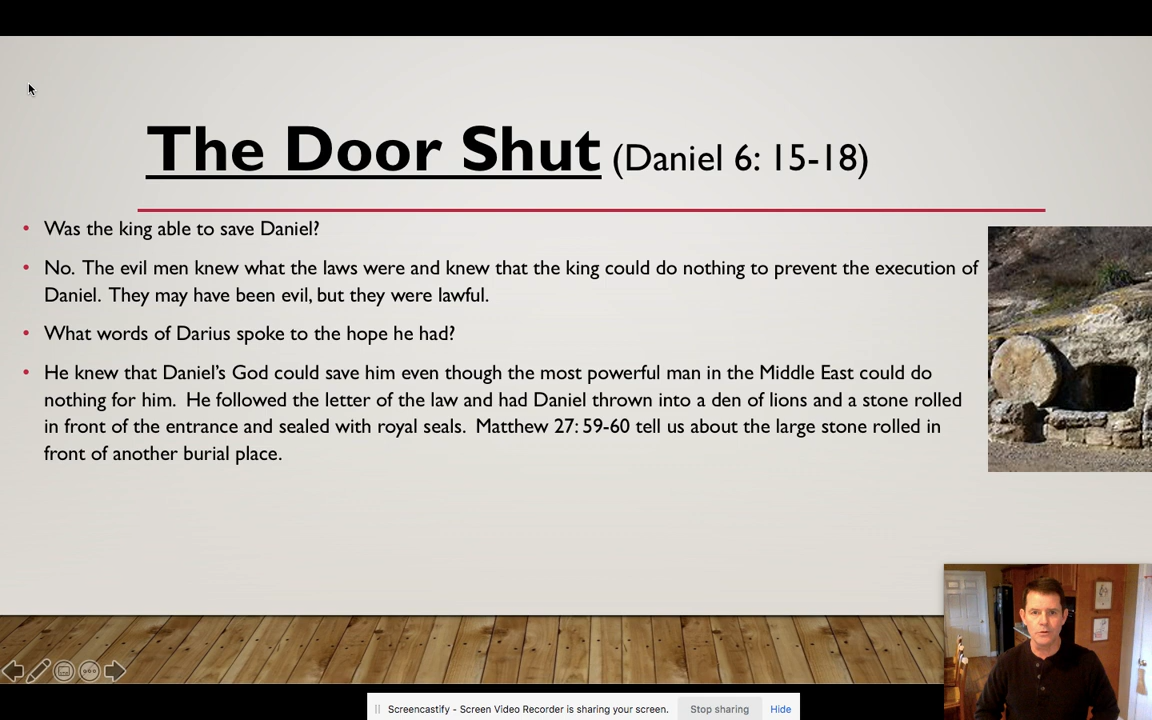 The Door Shut (Daniel 6: 15-18)
• Was the king able to save Daniel?
• No. The evil men knew what the laws were and knew that the king could do nothing to prevent the execution of
Daniel. They may have been evil, but they were lawful.
• What words of Darius spoke to the hope he had?
• He knew that Daniel’s God could save him even though the most powerful man in the Middle East could do
nothing for him. He followed the letter of the law and had Daniel thrown into a den of lions and a stone rolled
in front of the entrance and sealed with royal seals. Matthew 27: 59-60 tell us about the large stone rolled in
front of another burial place.
Screencastify - Screen Video Recorder is sharing your screen. Stop sharing Hide